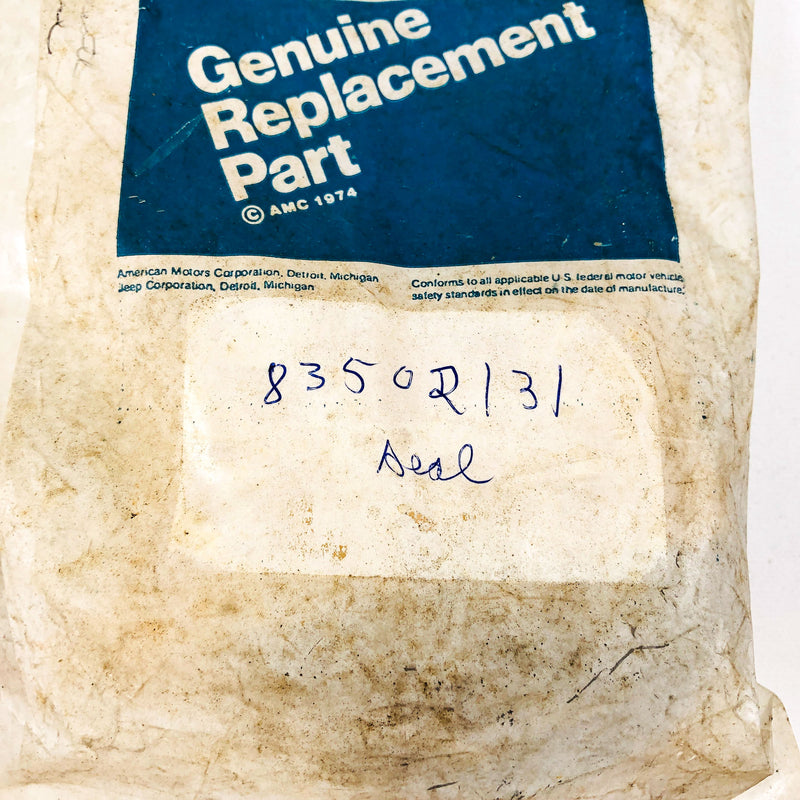 Genuine
Replacement
Part
© AMC 1974
American Motors Corporation, Detroit, Michigan
Jeep Corporation, Detroit, Michigan
Conforms to all applicable U.S. federal motor vehicle
safety standards in effect on the date of manufacture.
83502131
Seal